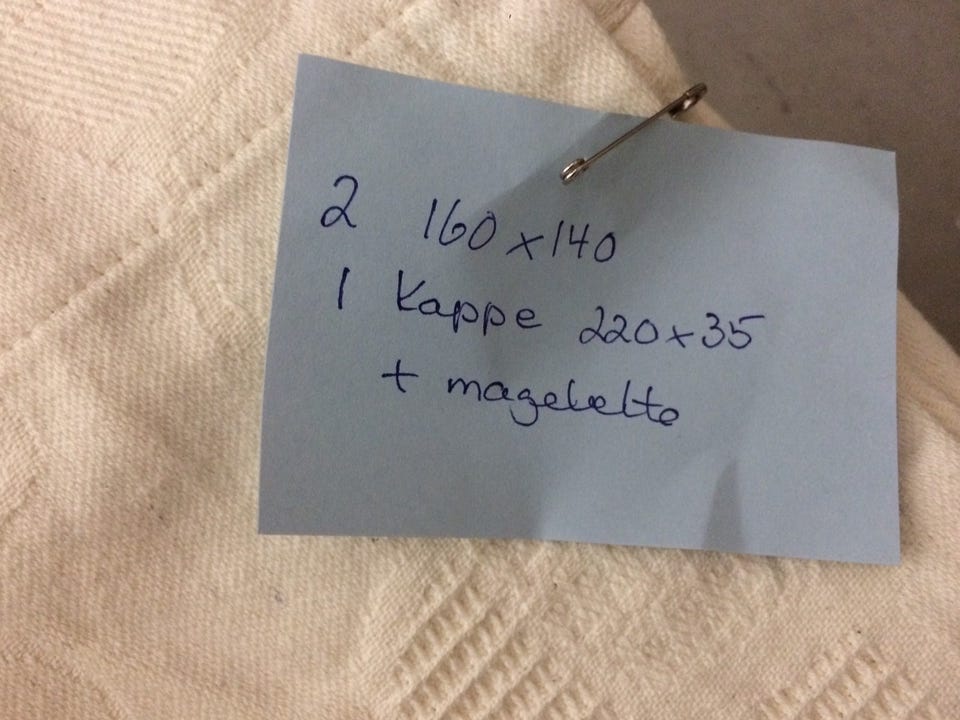 2 160x140
1 Kappe 220x35
+ magebelte